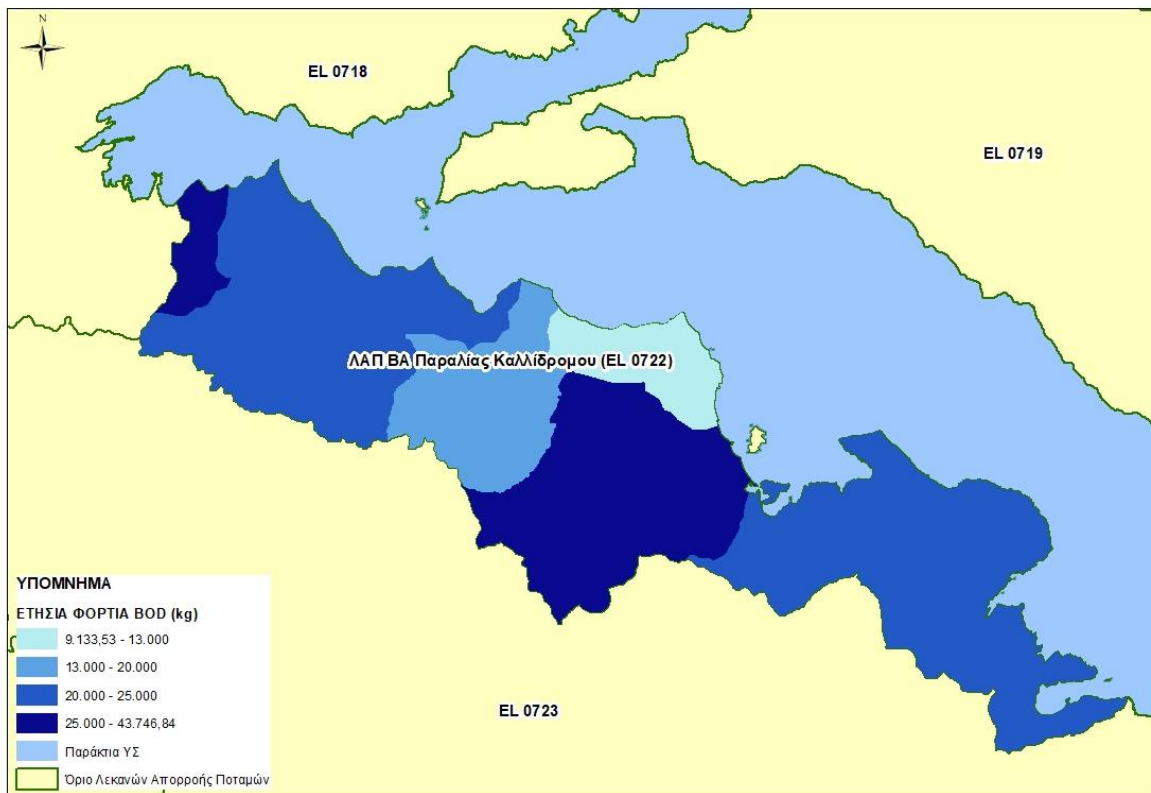 N
EL 0718
EL 0719
ΛΑΠ ΒΑ Παραλίας Καλλίδρομου (EL 0722)
EL 0723
ΥΠΟΜΝΗΜΑ
ΕΤΗΣΙΑ ΦΟΡΤΙΑ BOD (kg)
9.133,53 - 13.000
13.000 - 20.000
20.000 - 25.000
25.000 - 43.746,84
Παράκτια ΥΣ
Όριο Λεκανών Απορροής Ποταμών